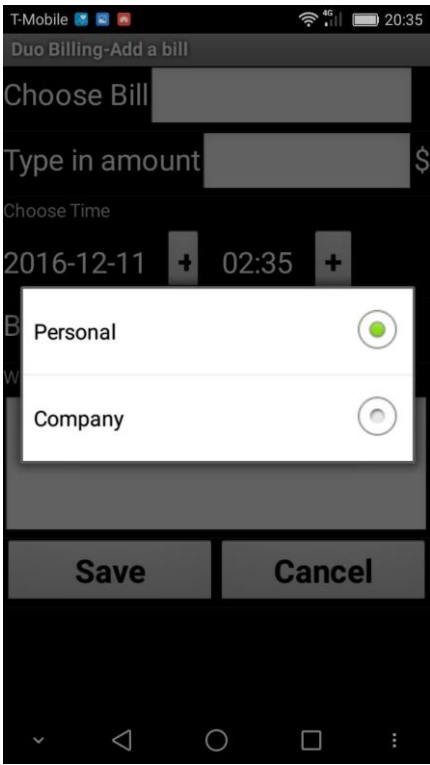 T-Mobile 4G 20:35
Duo Billing-Add a bill
Choose Bill
Type in amount $
Choose Time
2016-12-11 + 02:35 +
B
Personal
W
Company
Save Cancel